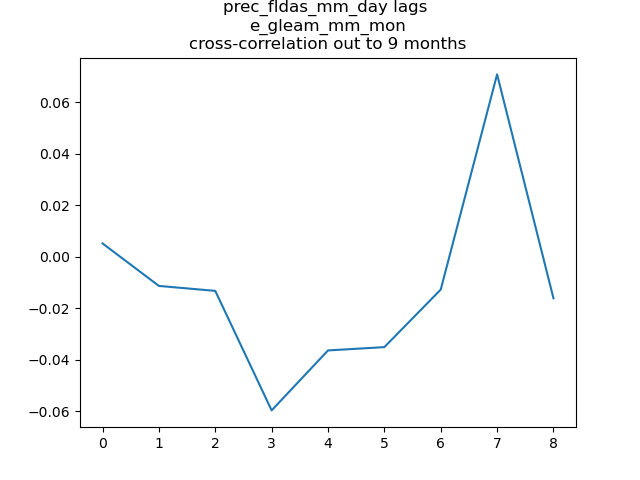 prec_fldas_mm_day lags
e_gleam_mm_mon
cross-correlation out to 9 months
0.06
0.04
0.02
0.00
−0.02
−0.04
−0.06
0 1 2 3 4 5 6 7 8